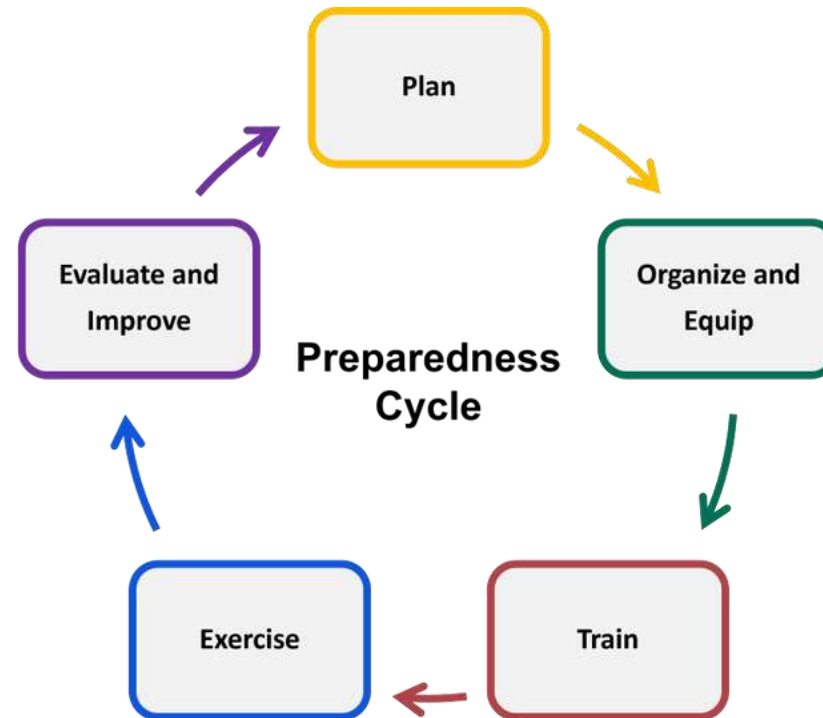 Plan
Organize and
Equip
Train
Exercise
Evaluate and
Improve
Preparedness
Cycle